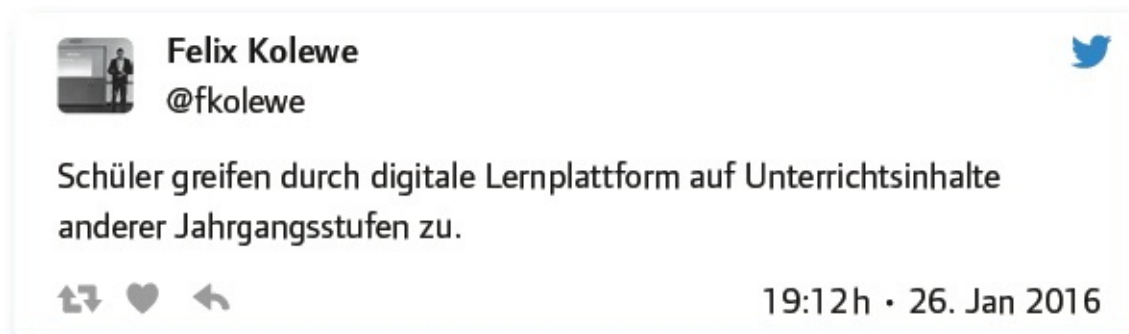 Felix Kolewe
@fkolewe
Schüler greifen durch digitale Lernplattform auf Unterrichtsinhalte
anderer Jahrgangsstufen zu.
19:12h · 26. Jan 2016